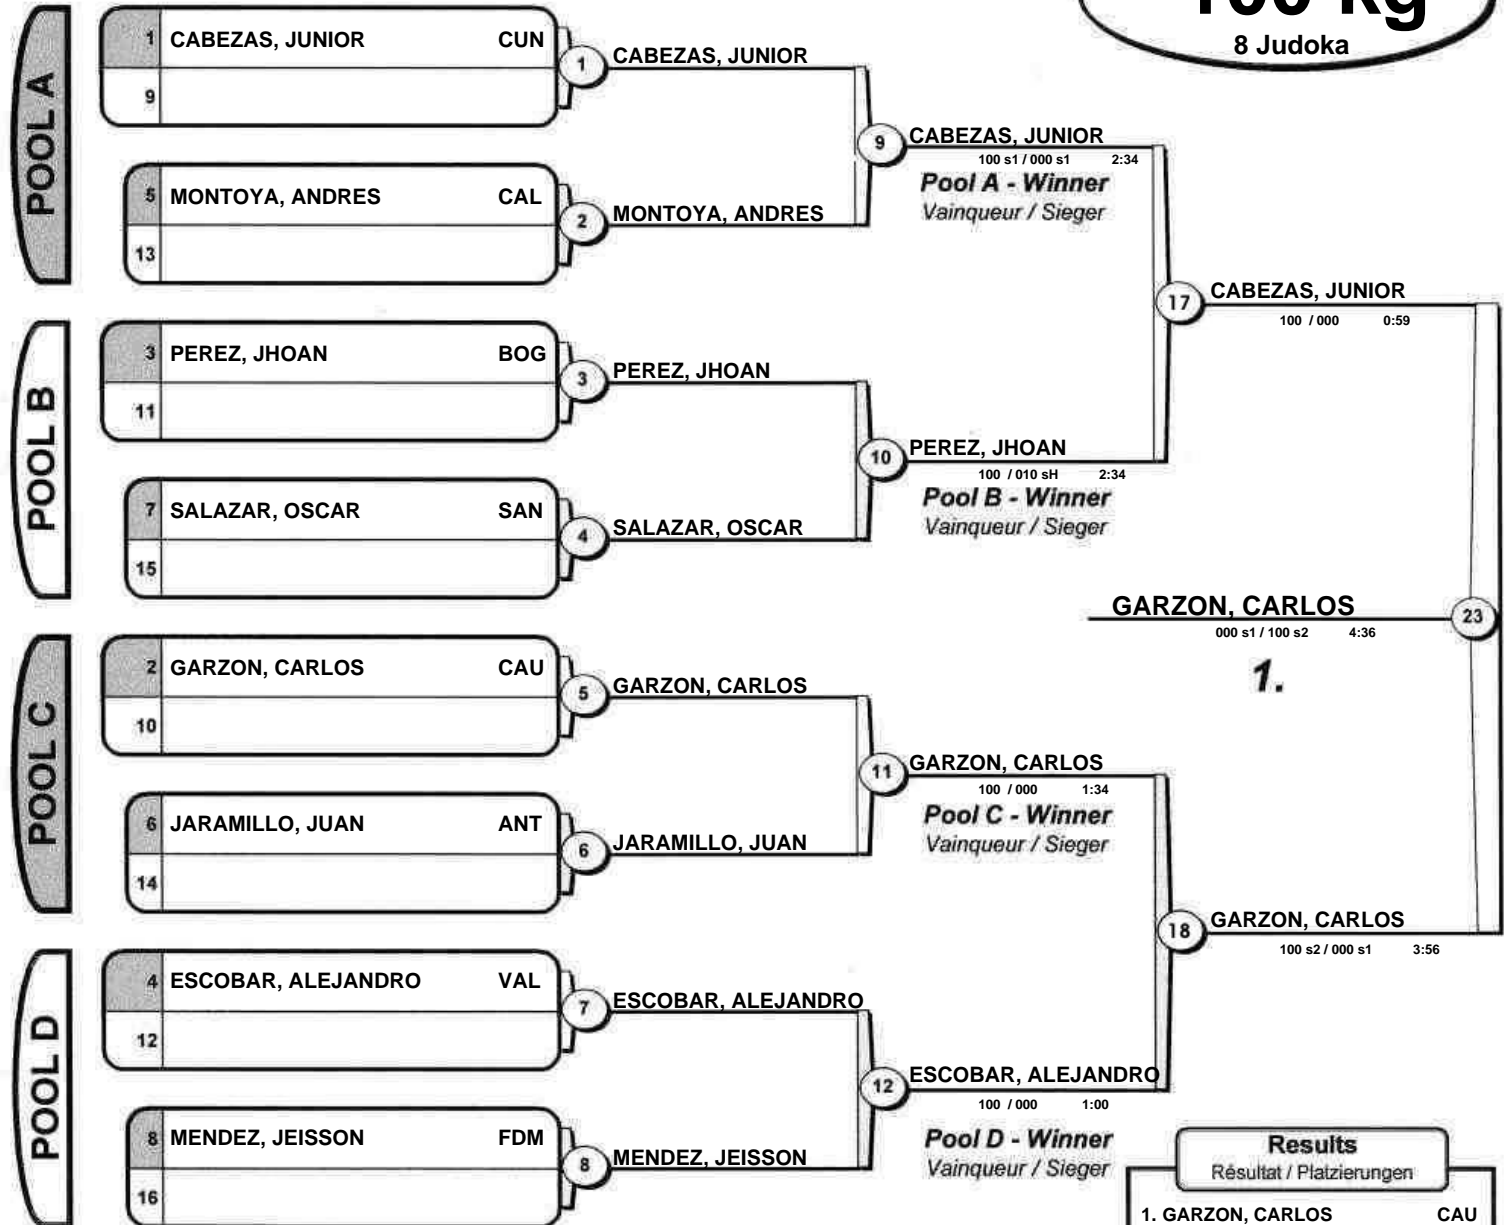 100 kg
8 Judoka
POOL A
1 CABEZAS, JUNIOR CUN
9
5 MONTOYA, ANDRES CAL
13
1 CABEZAS, JUNIOR
2 MONTOYA, ANDRES
9 CABEZAS, JUNIOR
100 s1 / 000 s1 2:34
Pool A - Winner
Vainqueur / Sieger
POOL B
3 PEREZ, JHOAN BOG
11
7 SALAZAR, OSCAR SAN
15
3 PEREZ, JHOAN
4 SALAZAR, OSCAR
10 PEREZ, JHOAN
100 / 010 sH 2:34
Pool B - Winner
Vainqueur / Sieger
17 CABEZAS, JUNIOR
100 / 000 0:59
GARZON, CARLOS 23
000 s1 / 100 s2 4:36
1.
POOL C
2 GARZON, CARLOS CAU
10
6 JARAMILLO, JUAN ANT
14
5 GARZON, CARLOS
6 JARAMILLO, JUAN
11 GARZON, CARLOS
100 / 000 1:34
Pool C - Winner
Vainqueur / Sieger
POOL D
4 ESCOBAR, ALEJANDRO VAL
12
8 MENDEZ, JEISSON FDM
16
7 ESCOBAR, ALEJANDRO
8 MENDEZ, JEISSON
12 ESCOBAR, ALEJANDRO
100 / 000 1:00
Pool D - Winner
Vainqueur / Sieger
18 GARZON, CARLOS
100 s2 / 000 s1 3:56
Results
Résultat / Platzierungen
1. GARZON, CARLOS CAU